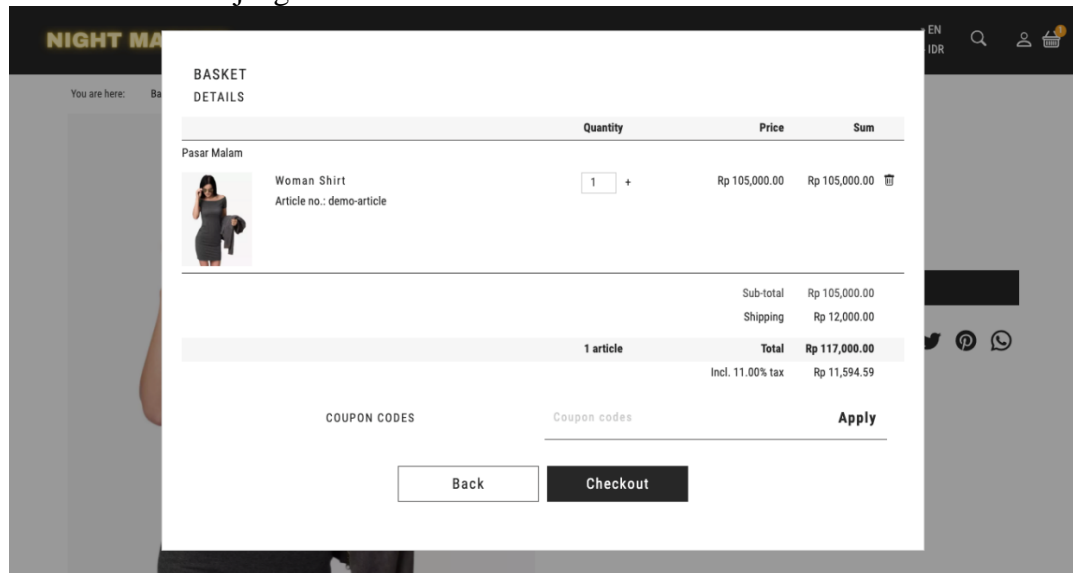 NIGHT MA
EN
IDR
1
BASKET
DETAILS
You are here: Ba
Quantity Price Sum
Pasar Malam
Woman Shirt 1 + Rp 105,000.00 Rp 105,000.00
Article no.: demo-article
Sub-total Rp 105,000.00
Shipping Rp 12,000.00
1 article Total Rp 117,000.00
Incl. 11.00% tax Rp 11,594.59
COUPON CODES Coupon codes Apply
Back Checkout